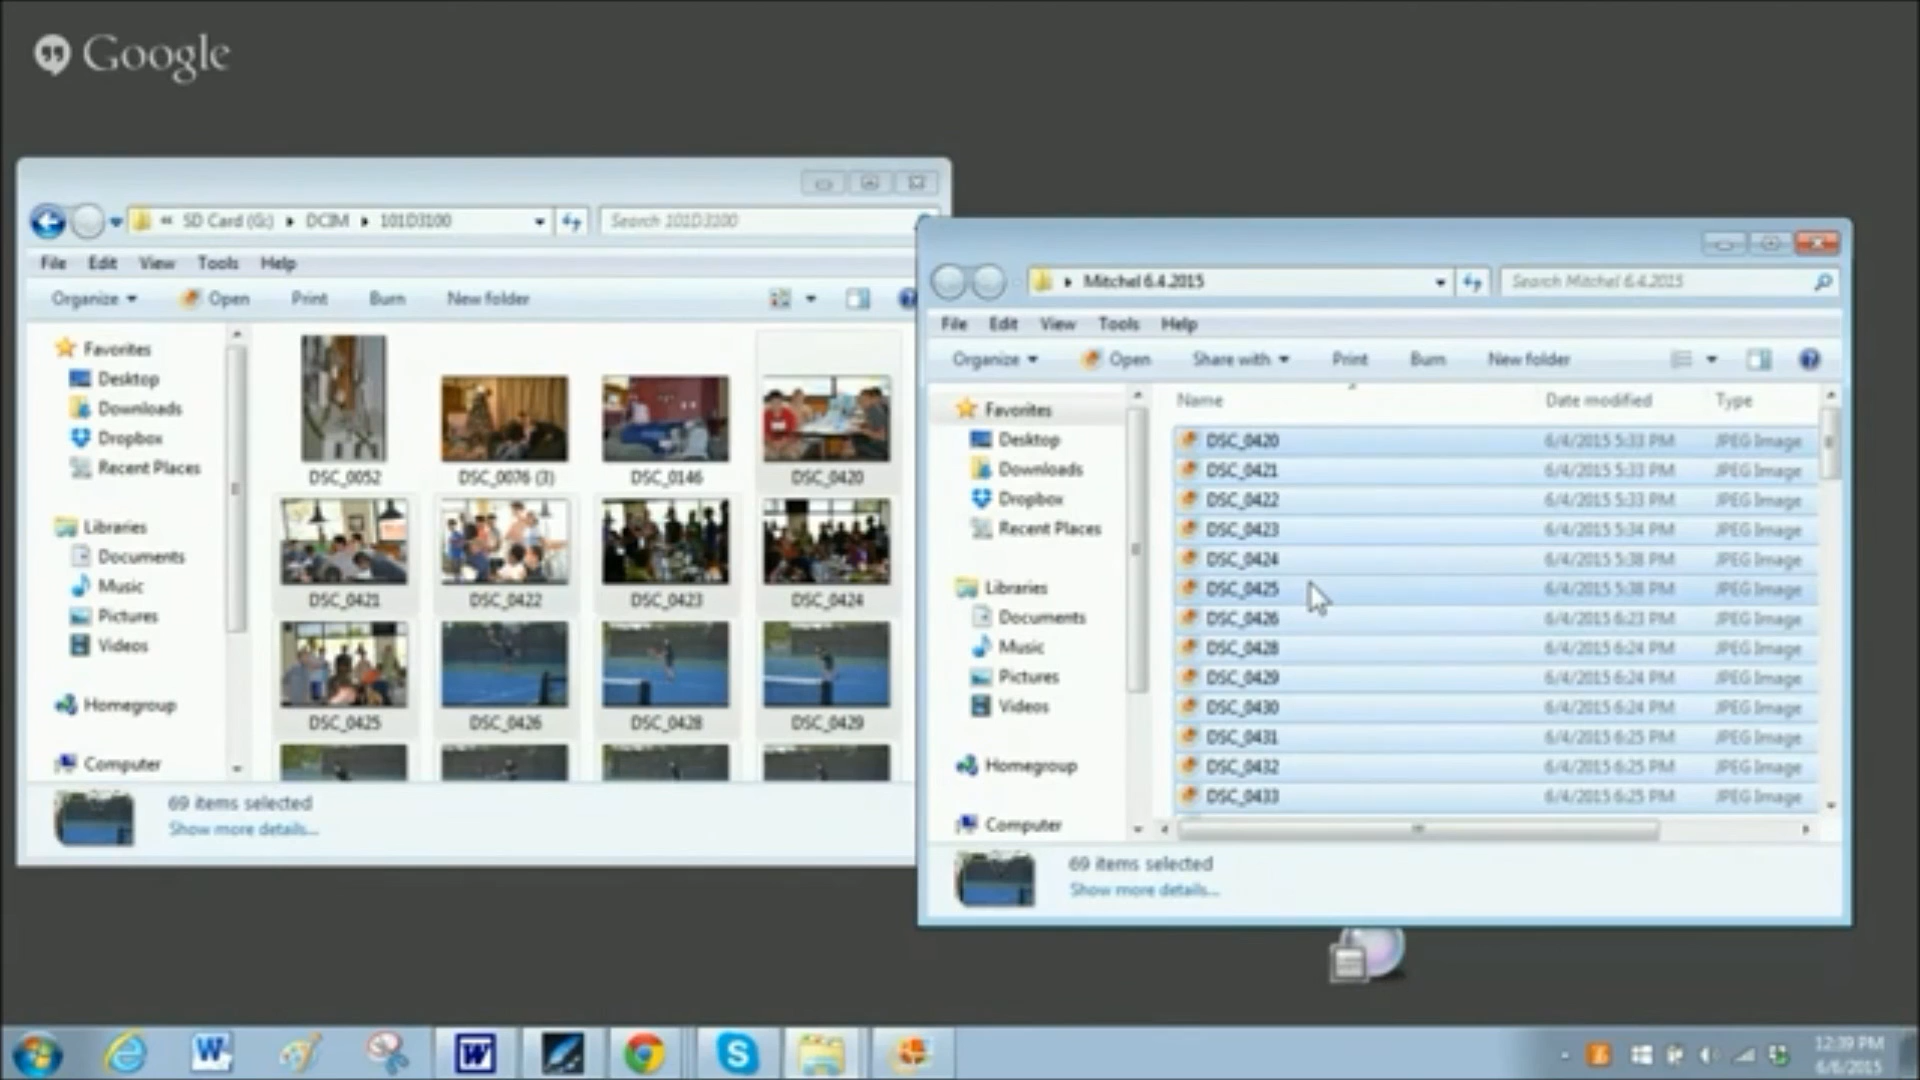 Google
« SD Card (G:) ▸ DCIM ▸ 101D3100
Search 101D3100
File Edit View Tools Help
Organize Open Print Burn New folder
Favorites
Desktop
Downloads
Dropbox
Recent Places
Libraries
Documents
Music
Pictures
Videos
Homegroup
Computer
DSC_0052 DSC_0076 (3) DSC_0146 DSC_0420
DSC_0421 DSC_0422 DSC_0423 DSC_0424
DSC_0425 DSC_0426 DSC_0428 DSC_0429
69 items selected
Show more details...
Mitchel 6.4.2015
Search Mitchel 6.4.2015
File Edit View Tools Help
Organize Open Share with Print Burn New folder
Favorites
Desktop
Downloads
Dropbox
Recent Places
Libraries
Documents
Music
Pictures
Videos
Homegroup
Computer
Name Date modified Type
DSC_0420 6/4/2015 5:33 PM JPEG Image
DSC_0421 6/4/2015 5:33 PM JPEG Image
DSC_0422 6/4/2015 5:33 PM JPEG Image
DSC_0423 6/4/2015 5:34 PM JPEG Image
DSC_0424 6/4/2015 5:38 PM JPEG Image
DSC_0425 6/4/2015 5:38 PM JPEG Image
DSC_0426 6/4/2015 6:23 PM JPEG Image
DSC_0428 6/4/2015 6:24 PM JPEG Image
DSC_0429 6/4/2015 6:24 PM JPEG Image
DSC_0430 6/4/2015 6:24 PM JPEG Image
DSC_0431 6/4/2015 6:25 PM JPEG Image
DSC_0432 6/4/2015 6:25 PM JPEG Image
DSC_0433 6/4/2015 6:25 PM JPEG Image
69 items selected
Show more details...
12:39 PM
6/6/2015